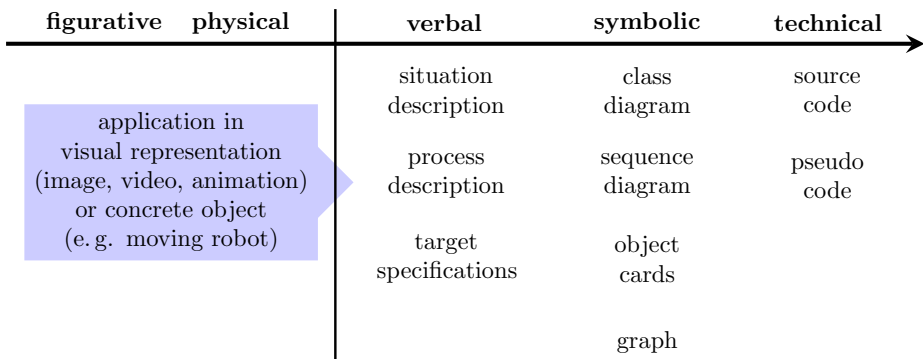 figurative physical verbal symbolic technical
application in
visual representation
(image, video, animation)
or concrete object
(e. g. moving robot)
situation
description
process
description
target
specifications
class
diagram
sequence
diagram
object
cards
graph
source
code
pseudo
code